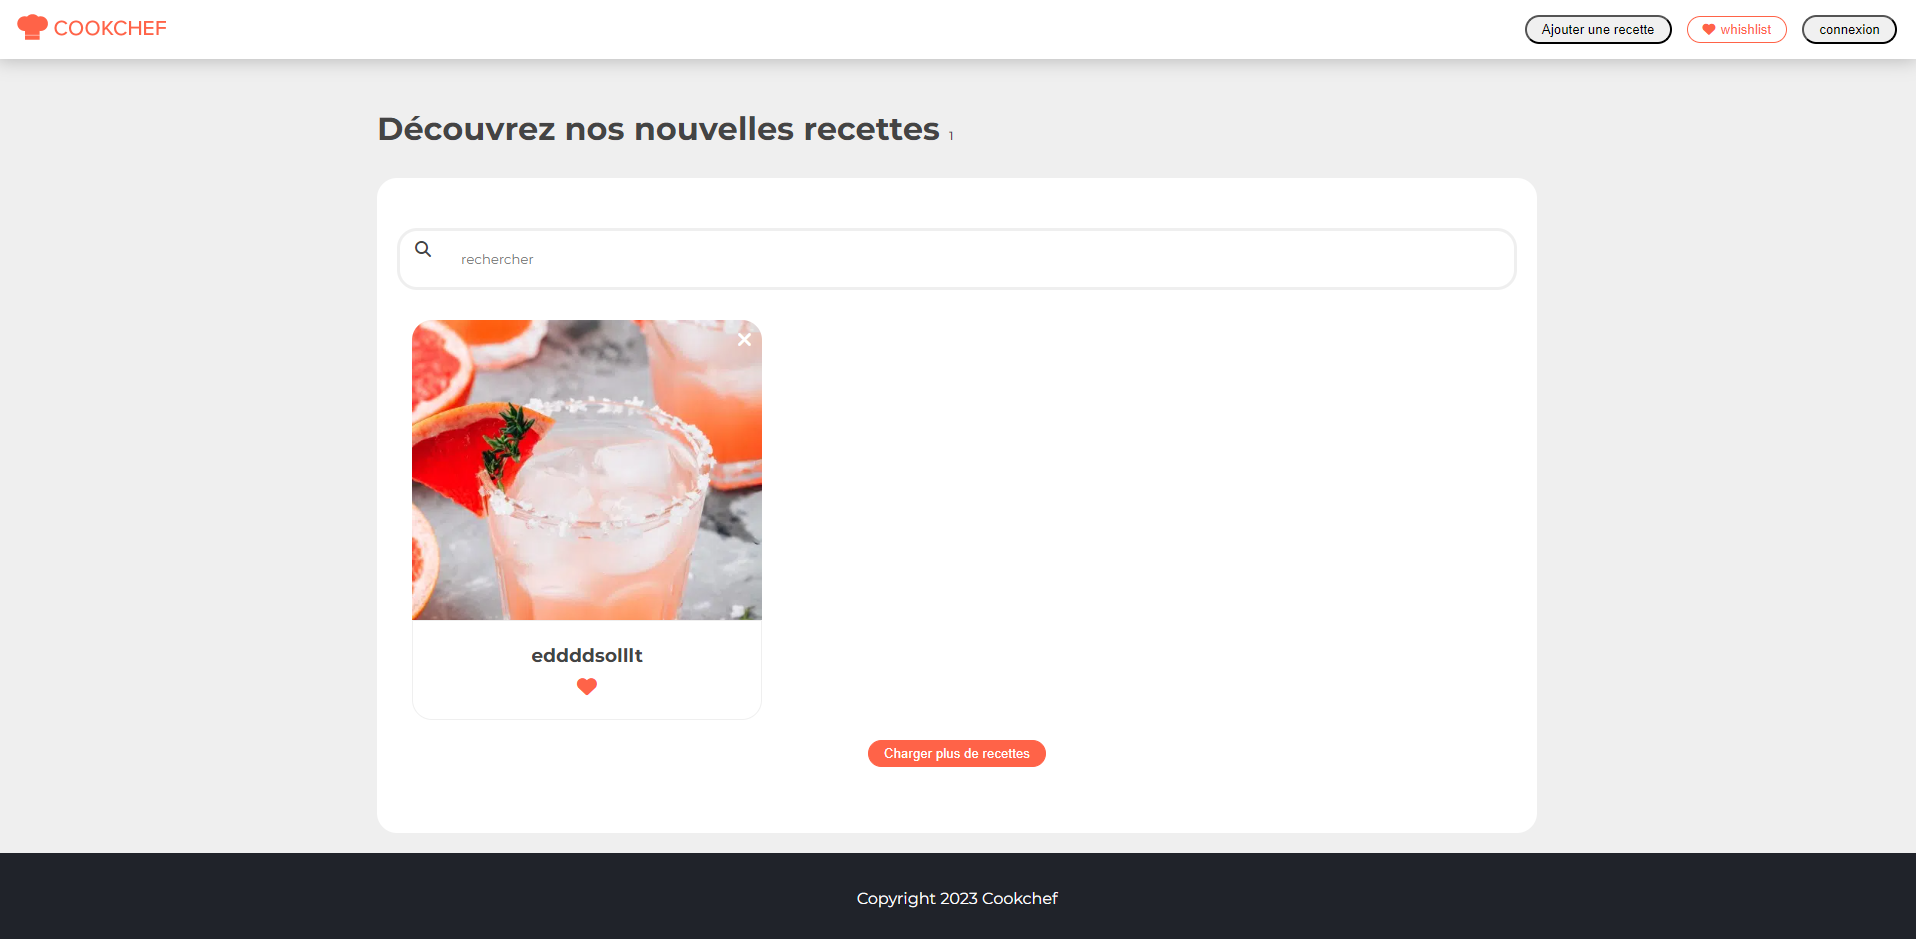 COOKCHEF
Ajouter une recette
whishlist
connexion
Découvrez nos nouvelles recettes 1
rechercher
eddddsolllt
Charger plus de recettes
Copyright 2023 Cookchef